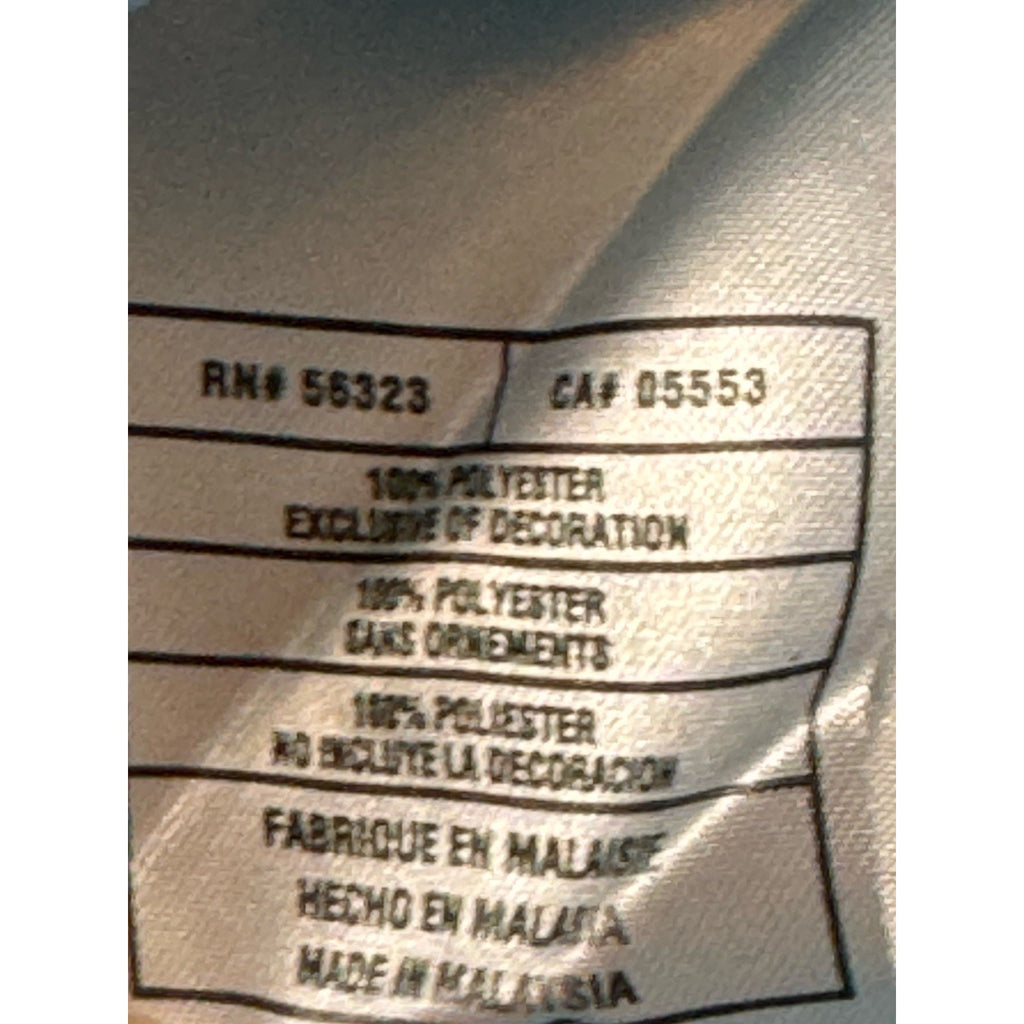 RN# 56323 CA# 05553
100% POLYESTER
EXCLUSIVE OF DECORATION
100% POLYESTER
SANS ORNEMENTS
100% POLIESTER
NO INCLUYE LA DECORACION
FABRIQUE EN MALAISIE
HECHO EN MALASIA
MADE IN MALAYSIA